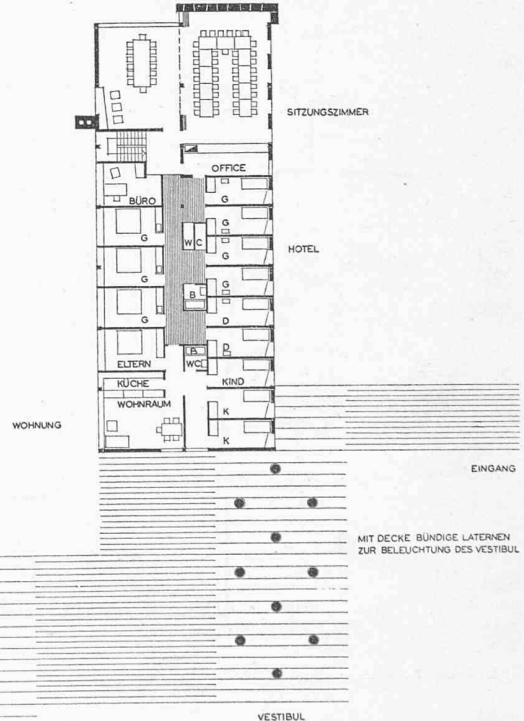 SITZUNGSZIMMER
OFFICE
G
BÜRO
G
G
W C
G
HOTEL
G
G
B
G
D
B
D
ELTERN
WC
KÜCHE
KIND
WOHNRAUM
K
WOHNUNG
K
EINGANG
MIT DECKE BÜNDIGE LATERNEN
ZUR BELEUCHTUNG DES VESTIBUL
VESTIBUL